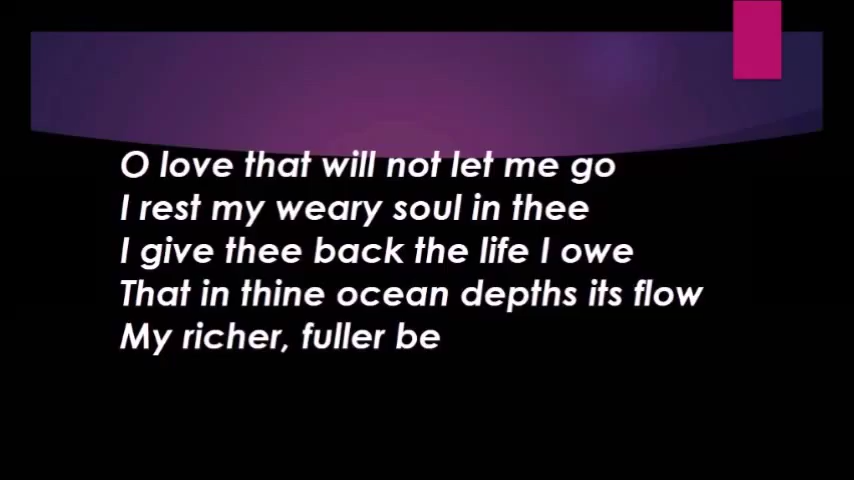 O love that will not let me go
I rest my weary soul in thee
I give thee back the life I owe
That in thine ocean depths its flow
My richer, fuller be